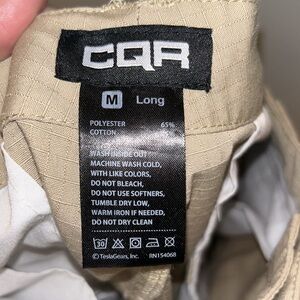 CQR
M Long
POLYESTER 65%
COTTON
WASH INSIDE OUT
MACHINE WASH COLD,
WITH LIKE COLORS,
DO NOT BLEACH,
DO NOT USE SOFTNERS,
TUMBLE DRY LOW,
WARM IRON IF NEEDED,
DO NOT DRY CLEAN
30
©TeslaGears, Inc. RN154068